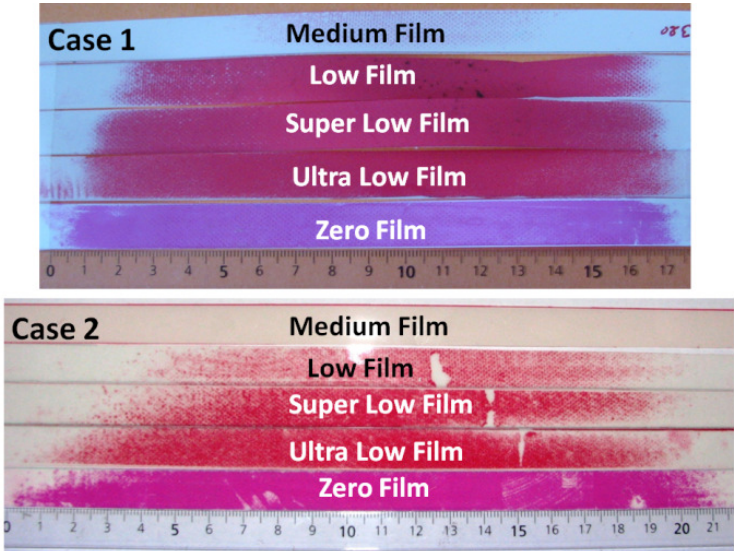 Case 1
Medium Film
320
Low Film
Super Low Film
Ultra Low Film
Zero Film
0 1 2 3 4 5 6 7 8 9 10 11 12 13 14 15 16 17
Case 2
Medium Film
Low Film
Super Low Film
Ultra Low Film
Zero Film
0 1 2 3 4 5 6 7 8 9 10 11 12 13 14 15 16 17 18 19 20 21